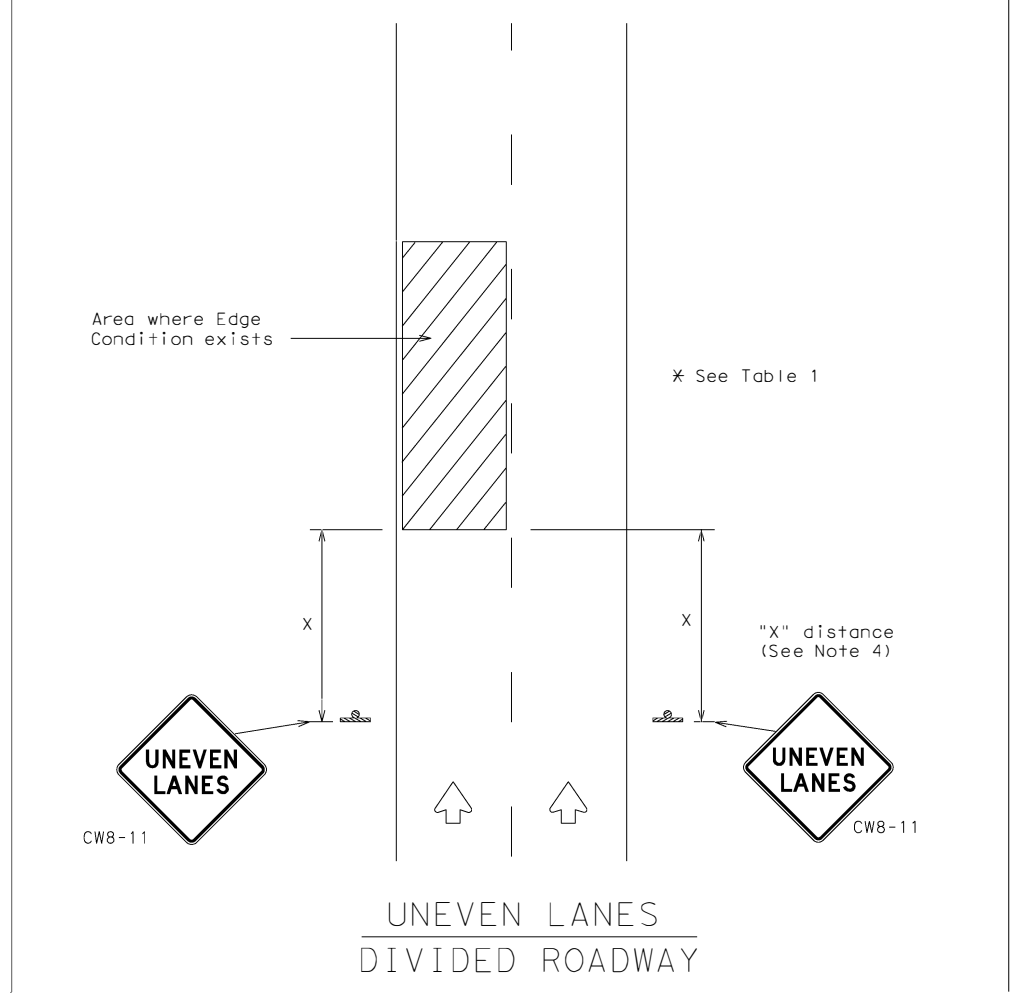 Area where Edge
Condition exists
* See Table 1
X
X
"X" distance
(See Note 4)
UNEVEN
LANES
CW8-11
UNEVEN
LANES
CW8-11
UNEVEN LANES
DIVIDED ROADWAY